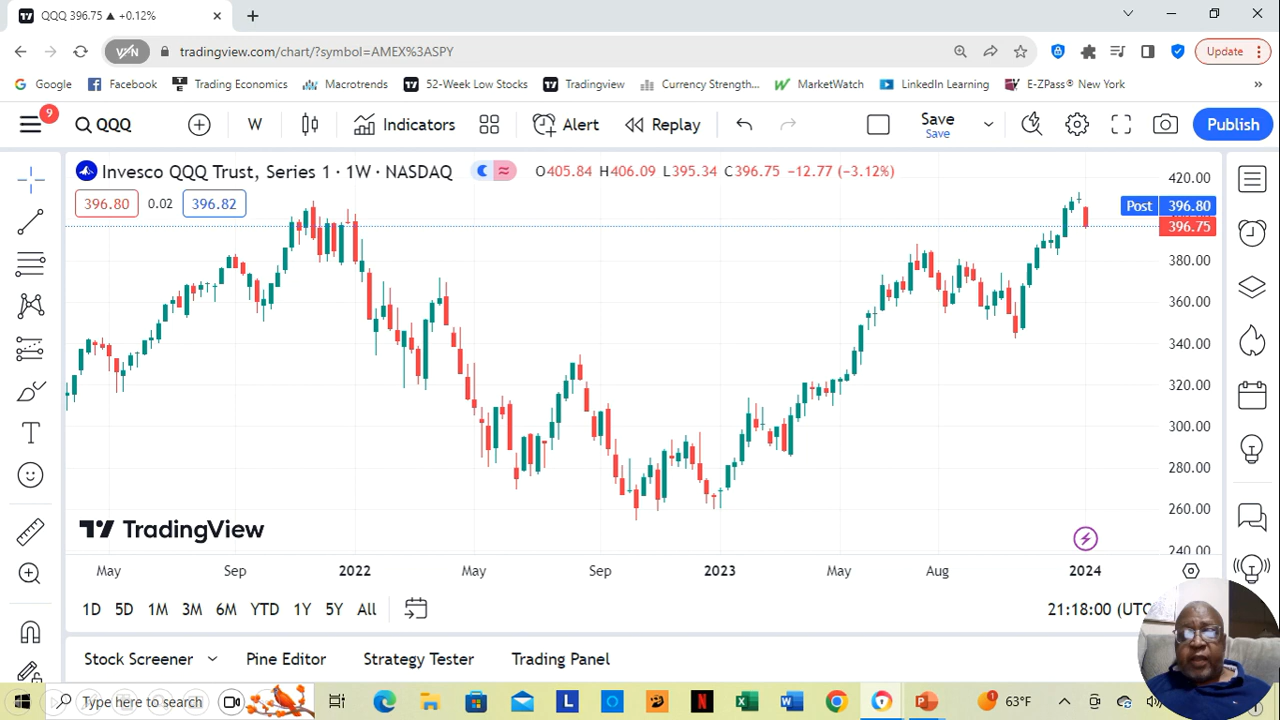 QQQ 396.75 ▲ +0.12%
tradingview.com/chart/?symbol=AMEX%3ASPY
Update
Google Facebook Trading Economics Macrotrends 52-Week Low Stocks Tradingview Currency Strength... MarketWatch LinkedIn Learning E-ZPass® New York »
9
QQQ W Indicators Alert Replay Save Publish
Save
Invesco QQQ Trust, Series 1 · 1W · NASDAQ O405.84 H406.09 L395.34 C396.75 −12.77 (−3.12%)
396.80 0.02 396.82
420.00
Post 396.80
396.75
380.00
360.00
340.00
320.00
300.00
280.00
260.00
240.00
TradingView
May Sep 2022 May Sep 2023 May Aug 2024
1D 5D 1M 3M 6M YTD 1Y 5Y All 21:18:00 (UTC
Stock Screener Pine Editor Strategy Tester Trading Panel
Type here to search 63°F